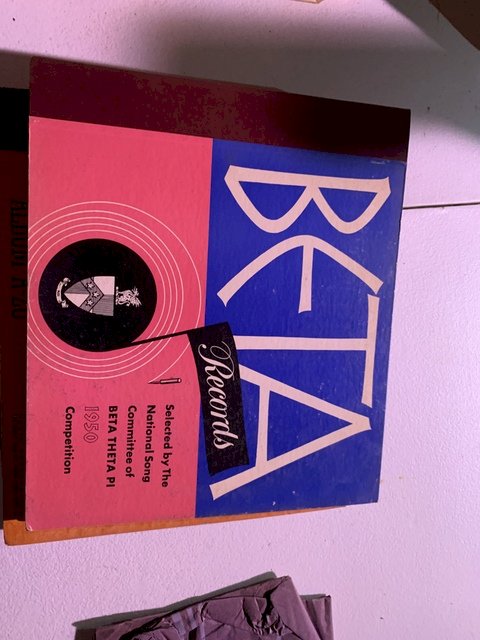 BETA
Records
Selected by The
National Song
Committee of
BETA THETA PI
1950
Competition